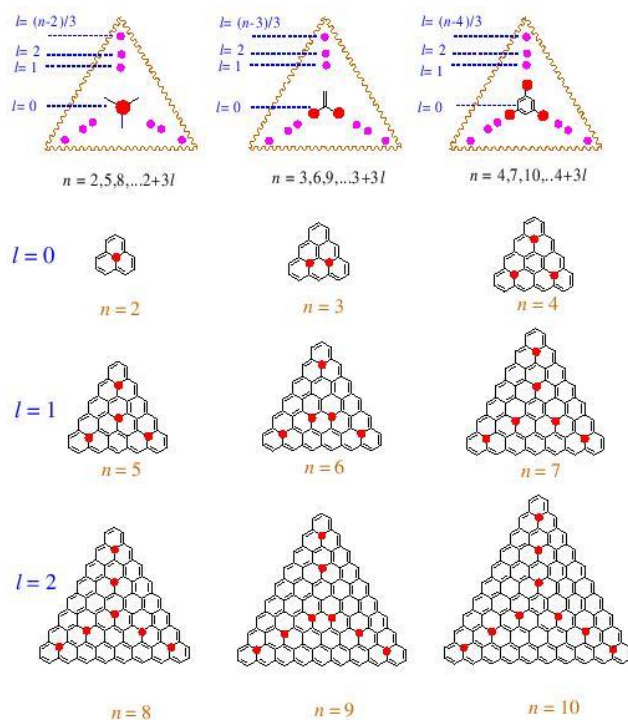 l= (n-2)/3
l= 2
l= 1
l= 0
n = 2,5,8,...2+3l
l= (n-3)/3
l= 2
l= 1
l= 0
n = 3,6,9,...3+3l
l= (n-4)/3
l= 2
l= 1
l= 0
n = 4,7,10,..4+3l
l = 0
n = 2
n = 3
n = 4
l = 1
n = 5
n = 6
n = 7
l = 2
n = 8
n = 9
n = 10